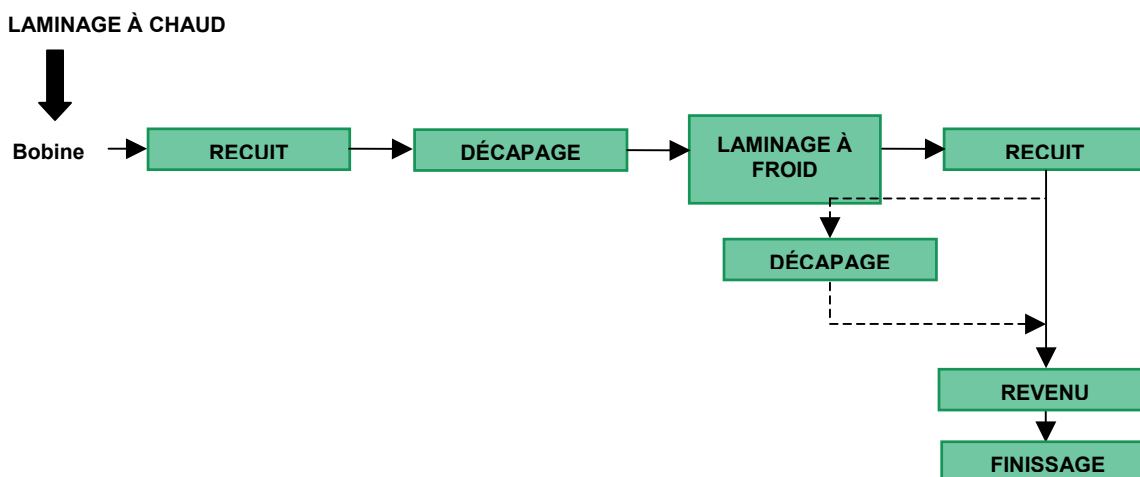 LAMINAGE À CHAUD
Bobine
RECUIT
DÉCAPAGE
LAMINAGE À
FROID
RECUIT
DÉCAPAGE
REVENU
FINISSAGE